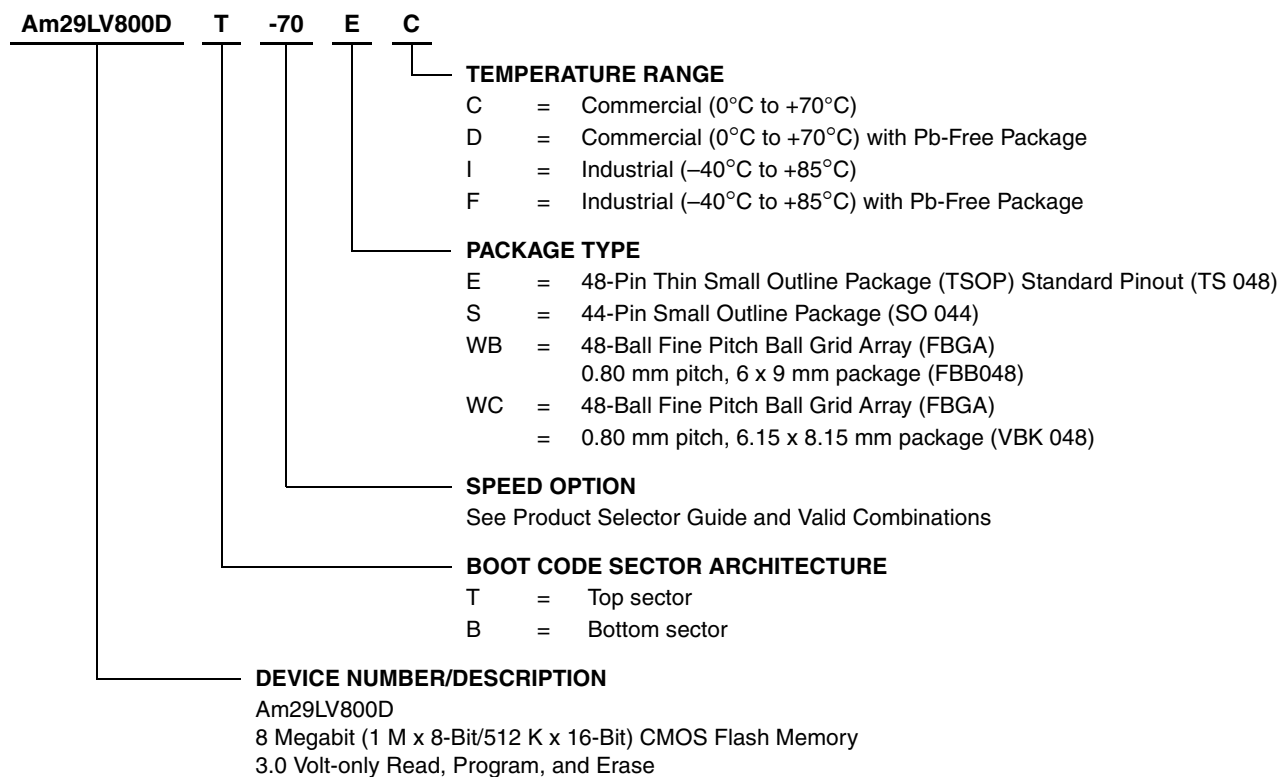 Am29LV800D T -70 E C
TEMPERATURE RANGE
C = Commercial (0°C to +70°C)
D = Commercial (0°C to +70°C) with Pb-Free Package
I = Industrial (–40°C to +85°C)
F = Industrial (–40°C to +85°C) with Pb-Free Package
PACKAGE TYPE
E = 48-Pin Thin Small Outline Package (TSOP) Standard Pinout (TS 048)
S = 44-Pin Small Outline Package (SO 044)
WB = 48-Ball Fine Pitch Ball Grid Array (FBGA)
0.80 mm pitch, 6 x 9 mm package (FBB048)
WC = 48-Ball Fine Pitch Ball Grid Array (FBGA)
= 0.80 mm pitch, 6.15 x 8.15 mm package (VBK 048)
SPEED OPTION
See Product Selector Guide and Valid Combinations
BOOT CODE SECTOR ARCHITECTURE
T = Top sector
B = Bottom sector
DEVICE NUMBER/DESCRIPTION
Am29LV800D
8 Megabit (1 M x 8-Bit/512 K x 16-Bit) CMOS Flash Memory
3.0 Volt-only Read, Program, and Erase